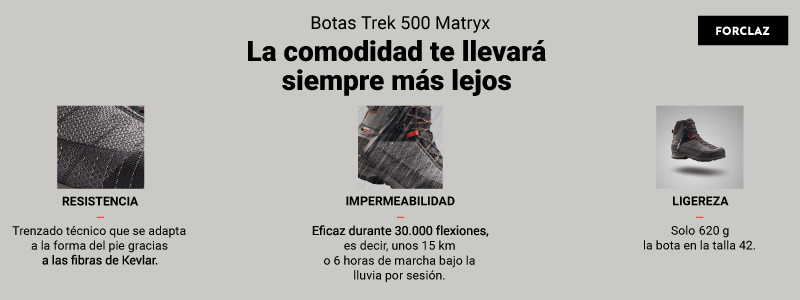 Botas Trek 500 Matryx
FORCLAZ
La comodidad te llevará
siempre más lejos
RESISTENCIA
Trenzado técnico que se adapta
a la forma del pie gracias
a las fibras de Kevlar.
IMPERMEABILIDAD
Eficaz durante 30.000 flexiones,
es decir, unos 15 km
o 6 horas de marcha bajo la
lluvia por sesión.
LIGEREZA
Solo 620 g
la bota en la talla 42.